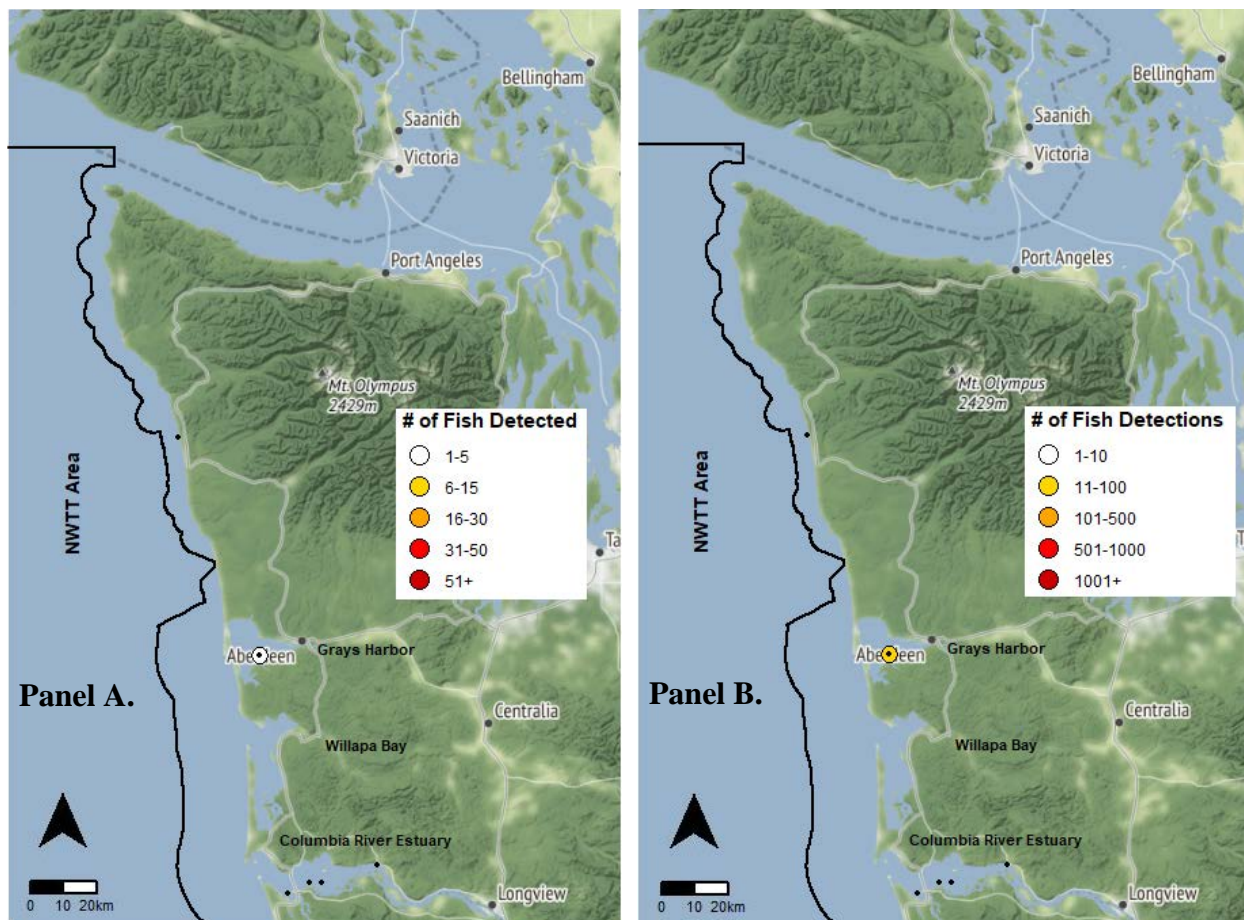 Bellingham
Saanich
Victoria
Port Angeles
Mt. Olympus
2429m
# of Fish Detected
1-5
6-15
16-30
31-50
51+
NWTT Area
Ta
Aberdeen
Grays Harbor
Panel A.
Centralia
Willapa Bay
Columbia River Estuary
Longview
0 10 20km
Bellingham
Saanich
Victoria
Port Angeles
Mt. Olympus
2429m
# of Fish Detections
1-10
11-100
101-500
501-1000
1001+
NWTT Area
T
Aberdeen
Grays Harbor
Panel B.
Centralia
Willapa Bay
Columbia River Estuary
Longview
0 10 20km